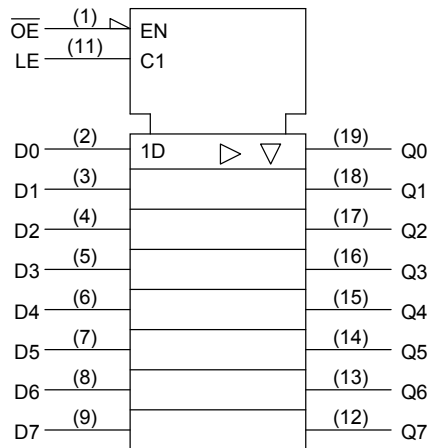 O̅E̅ (1) EN
LE (11) C1
D0 (2) 1D (19) Q0
D1 (3) (18) Q1
D2 (4) (17) Q2
D3 (5) (16) Q3
D4 (6) (15) Q4
D5 (7) (14) Q5
D6 (8) (13) Q6
D7 (9) (12) Q7